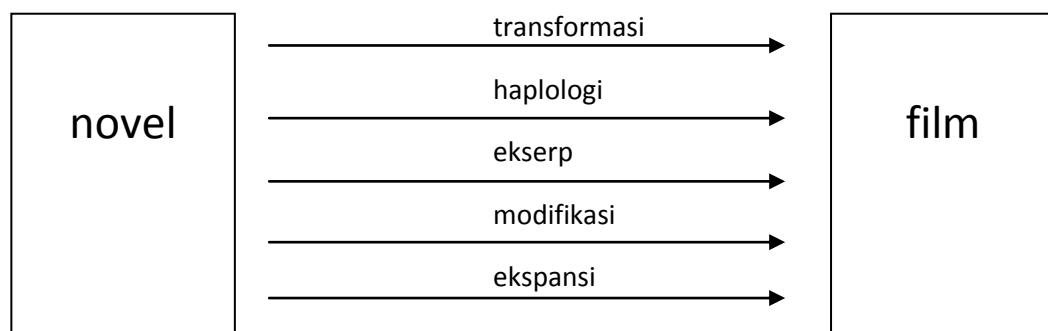 transformasi
haplologi
novel
film
ekserp
modifikasi
ekspansi